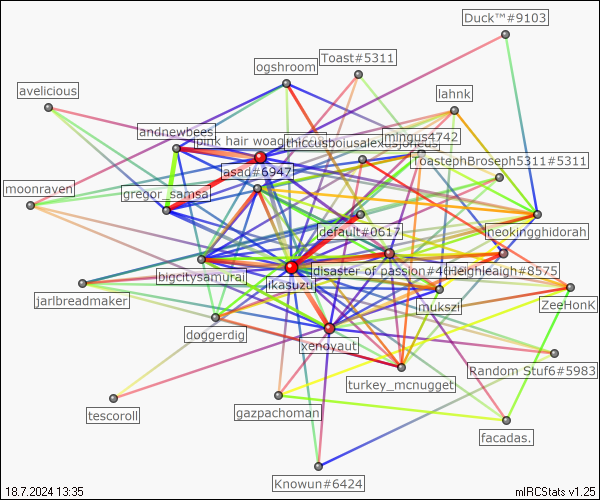 Duck™#9103
Toast#5311
ogshroom
avelicious
lahnk
andnewbees
mingus4742
pink hair woag
thiccusboiusalexusjoneus
ToastephBroseph5311#5311
asad#6947
moonraven
gregor_samsa
default#0617
neokingghidorah
bigcitysamurai
ikasuzu
disaster of passion#46
Heighleaigh#8575
jarlbreadmaker
mukszi
ZeeHonK
doggerdig
xenoyaut
Random Stuf6#5983
turkey_mcnugget
tescoroll
gazpachoman
facadas.
Knowun#6424
18.7.2024 13:35
mIRCStats v1.25